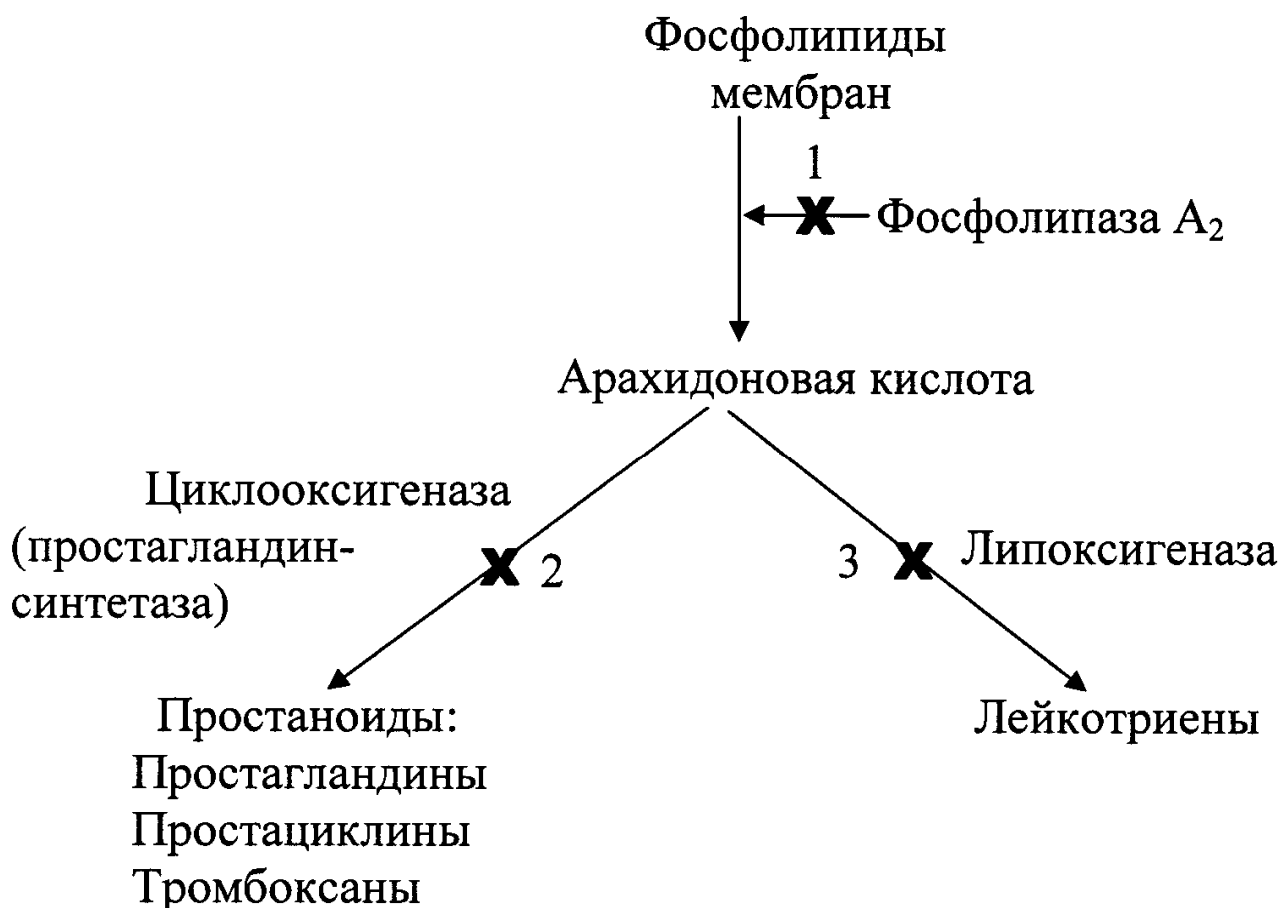 Фосфолипиды
мембран
1
Фосфолипаза A₂
Арахидоновая кислота
Циклооксигеназа
(простагландин-
синтетаза)
2
3
Липоксигеназа
Простаноиды:
Простагландины
Простациклины
Тромбоксаны
Лейкотриены